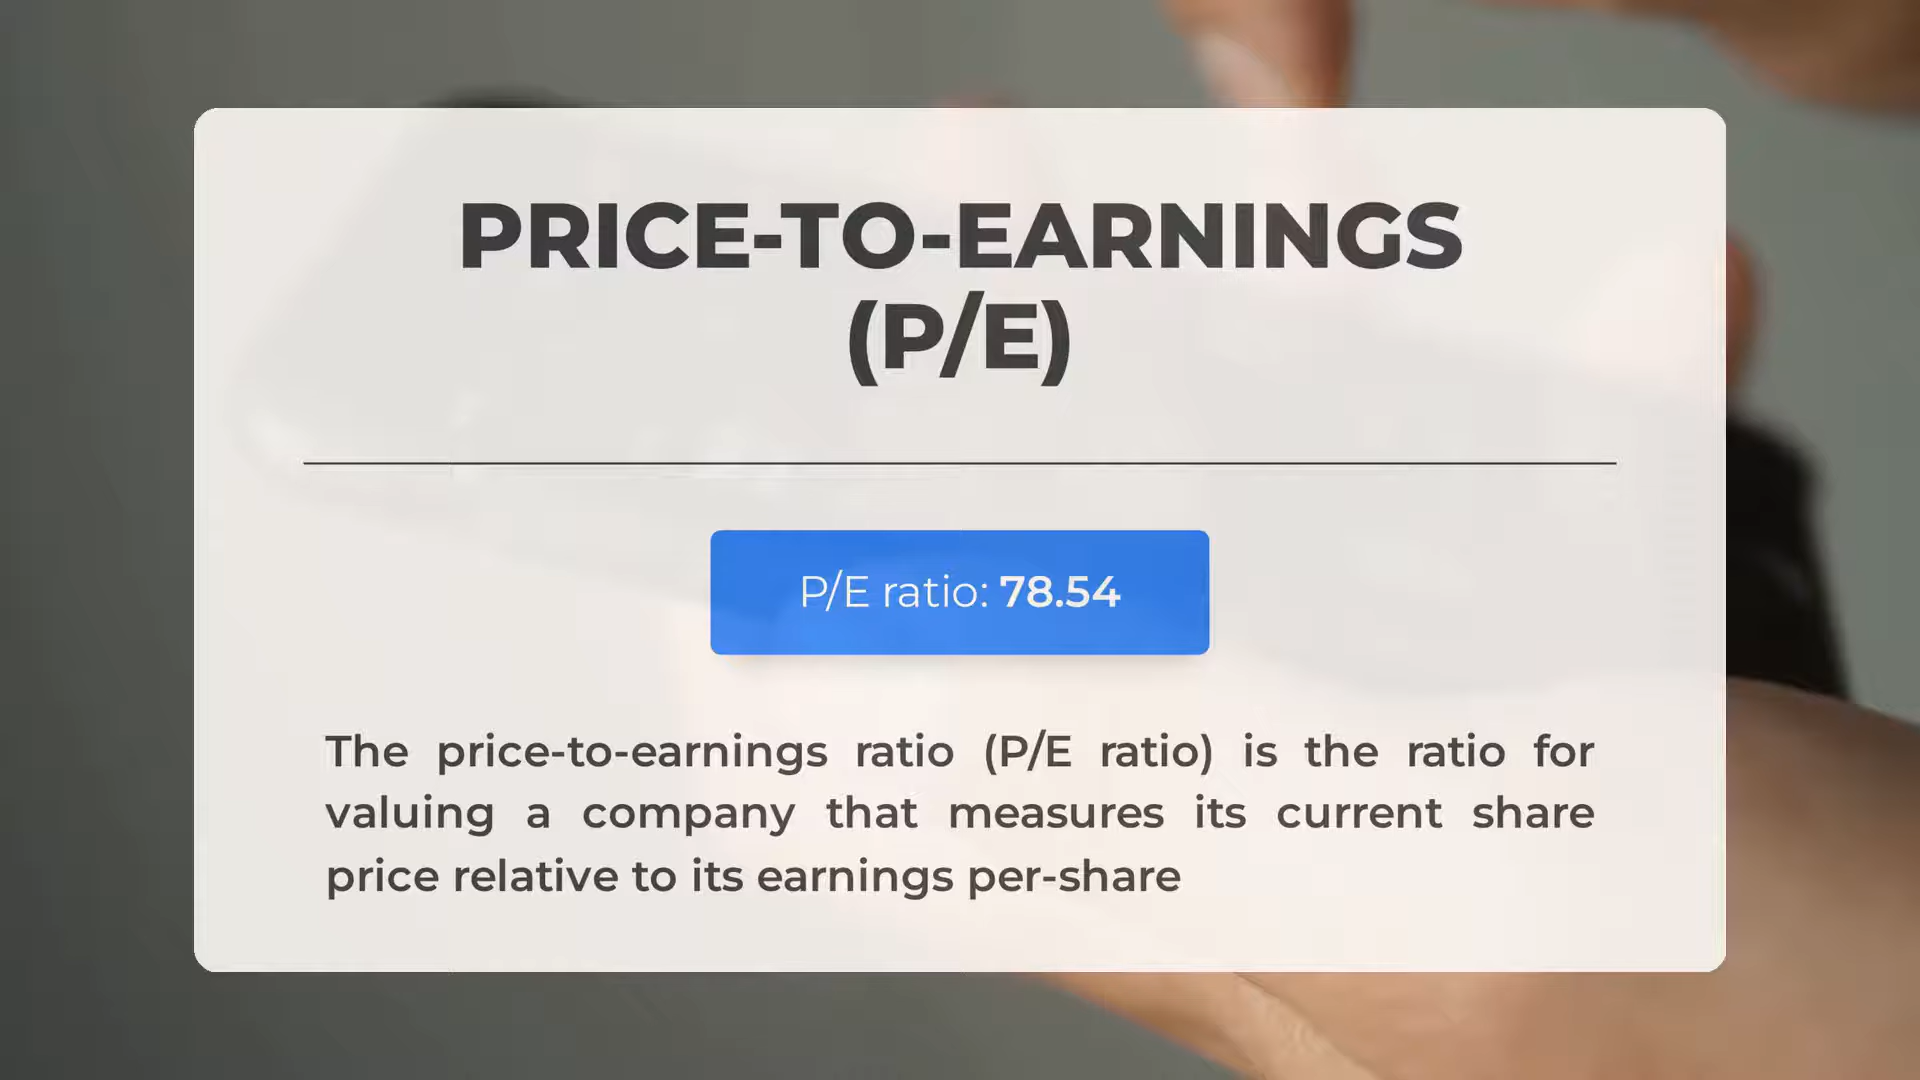 PRICE-TO-EARNINGS
(P/E)
P/E ratio: 78.54
The price-to-earnings ratio (P/E ratio) is the ratio for
valuing a company that measures its current share
price relative to its earnings per-share